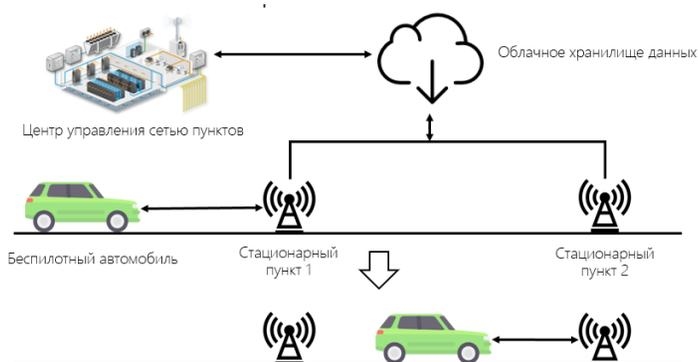 Облачное хранилище данных
Центр управления сетью пунктов
Беспилотный автомобиль
Стационарный
пункт 1
Стационарный
пункт 2